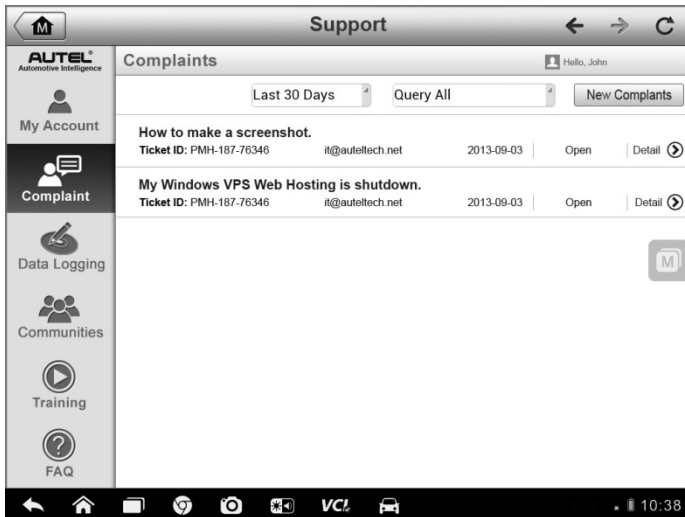 M
Support
AUTEL®
Automotive Intelligence
Complaints
Hello, John
Last 30 Days
Query All
New Complants
My Account
How to make a screenshot.
Ticket ID: PMH-187-76346 it@auteltech.net 2013-09-03 Open Detail
Complaint
My Windows VPS Web Hosting is shutdown.
Ticket ID: PMH-187-76346 it@auteltech.net 2013-09-03 Open Detail
Data Logging
M
Communities
Training
?
FAQ
VCI
10:38